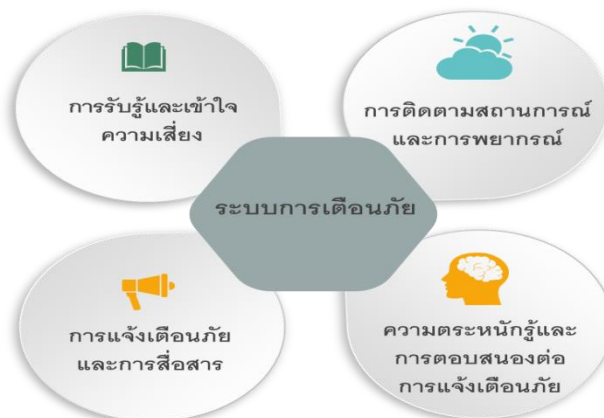 การรับรู้และเข้าใจ
ความเสี่ยง
การติดตามสถานการณ์
และการพยากรณ์
ระบบการเตือนภัย
การแจ้งเตือนภัย
และการสื่อสาร
ความตระหนักรู้และ
การตอบสนองต่อ
การแจ้งเตือนภัย